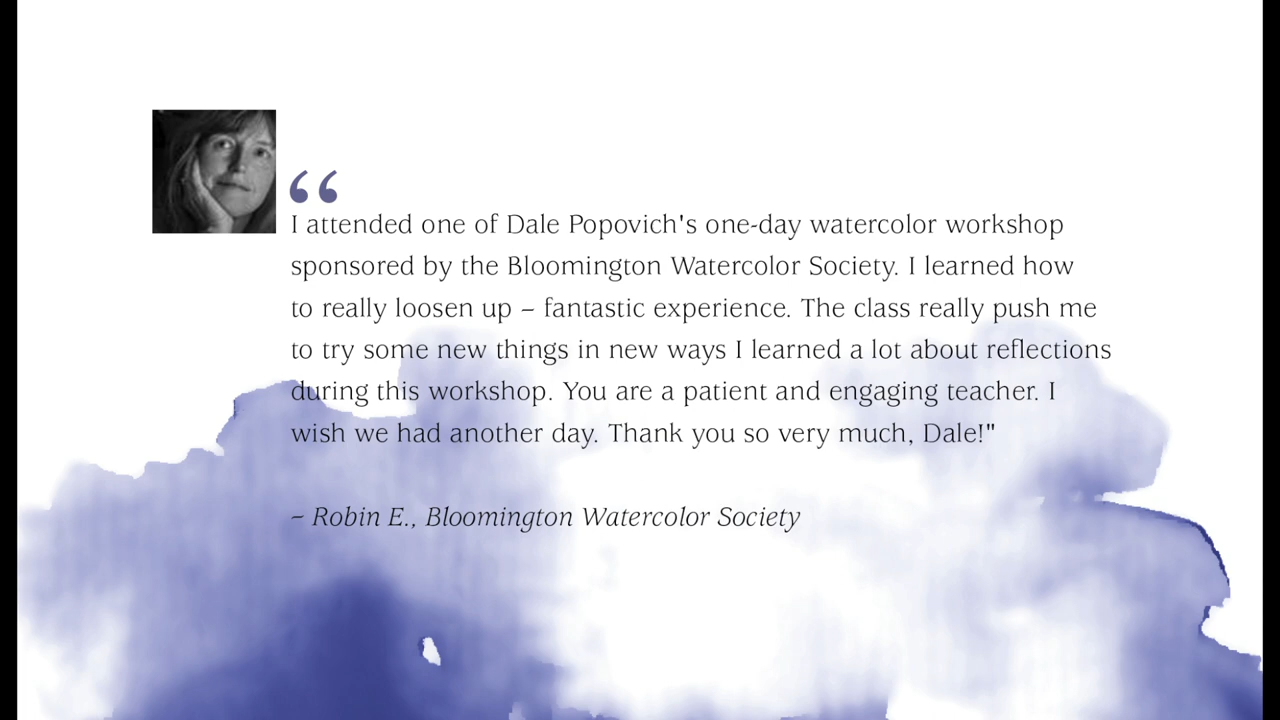 “
I attended one of Dale Popovich's one-day watercolor workshop
sponsored by the Bloomington Watercolor Society. I learned how
to really loosen up – fantastic experience. The class really push me
to try some new things in new ways I learned a lot about reflections
during this workshop. You are a patient and engaging teacher. I
wish we had another day. Thank you so very much, Dale!"
– Robin E., Bloomington Watercolor Society